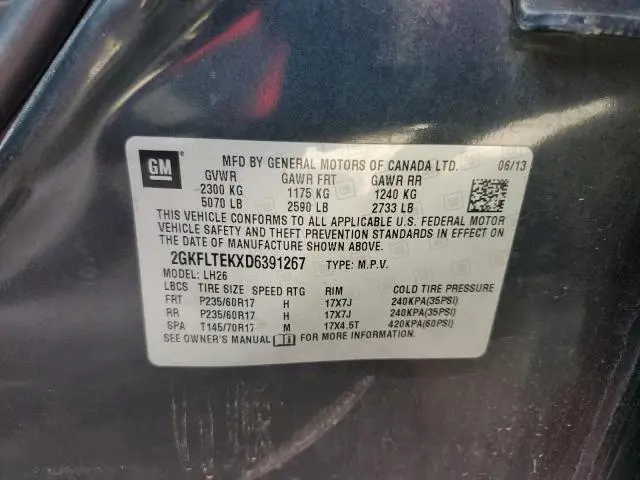 GM
MFD BY GENERAL MOTORS OF CANADA LTD. 06/13
GVWR GAWR FRT GAWR RR
2300 KG 1175 KG 1240 KG
5070 LB 2590 LB 2733 LB
THIS VEHICLE CONFORMS TO ALL APPLICABLE U.S. FEDERAL MOTOR
VEHICLE SAFETY AND THEFT PREVENTION STANDARDS IN EFFECT ON
THE DATE OF MANUFACTURE SHOWN ABOVE.
2GKFLTEKXD6391267 TYPE: M.P.V.
MODEL: LH26
LBCS TIRE SIZE SPEED RTG RIM COLD TIRE PRESSURE
FRT P235/60R17 H 17X7J 240KPA(35PSI)
RR P235/60R17 H 17X7J 240KPA(35PSI)
SPA T145/70R17 M 17X4.5T 420KPA(60PSI)
SEE OWNER'S MANUAL FOR MORE INFORMATION.